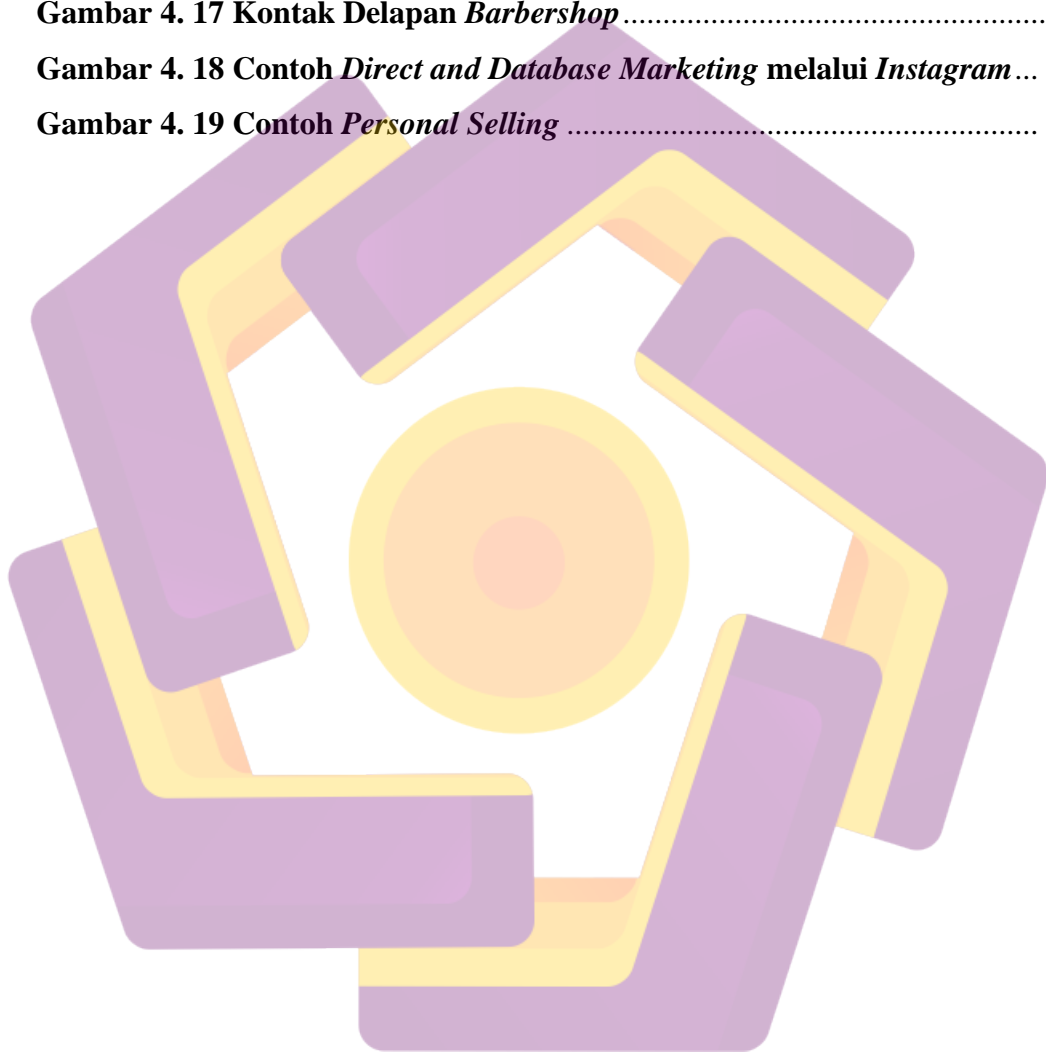 Gambar 4. 17 Kontak Delapan Barbershop.....................................................
Gambar 4. 18 Contoh Direct and Database Marketing melalui Instagram...
Gambar 4. 19 Contoh Personal Selling ...........................................................